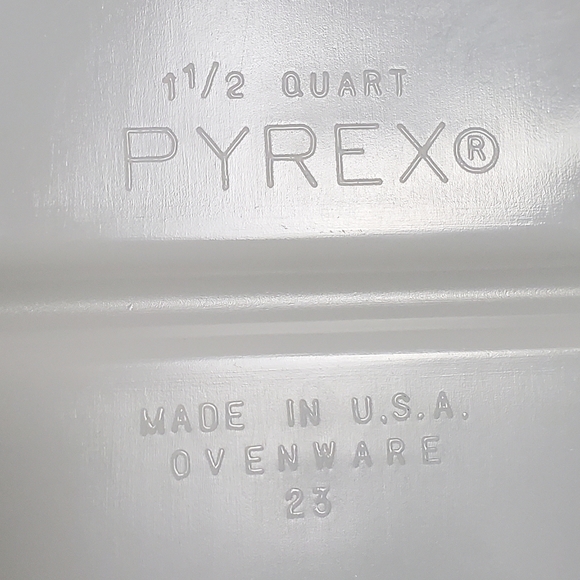 1 1/2 QUART
PYREX®
MADE IN U.S.A.
OVENWARE
23